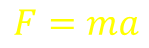 F = ma